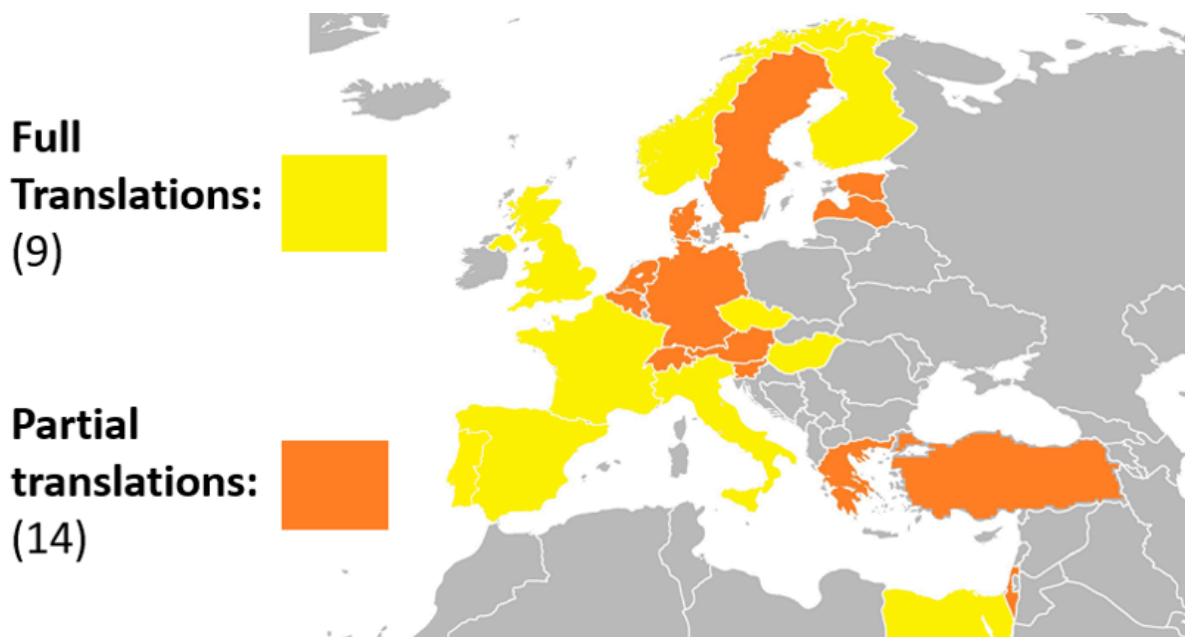 Full
Translations:
(9)
Partial
translations:
(14)